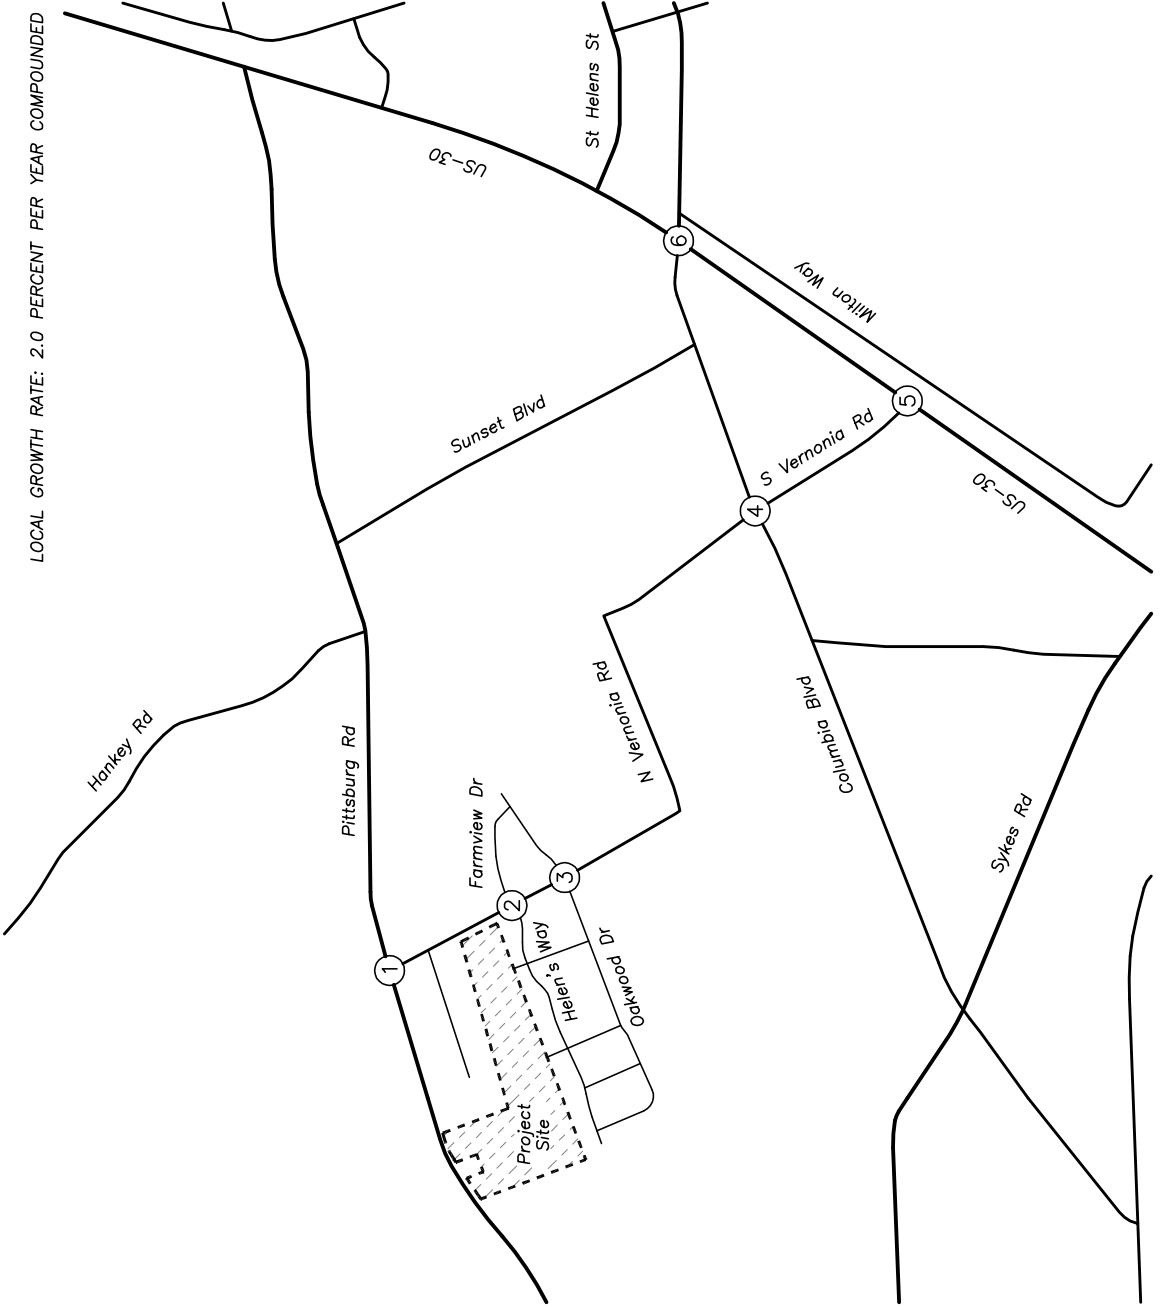 LOCAL GROWTH RATE: 2.0 PERCENT PER YEAR COMPOUNDED
Hankey Rd
Pittsburg Rd
US-30
St Helens St
6
Milton Way
Sunset Blvd
S Vernonia Rd
5
4
US-30
N Vernonia Rd
Columbia Blvd
Sykes Rd
Farmview Dr
3
2
1
Helen's Way
Oakwood Dr
Project
Site